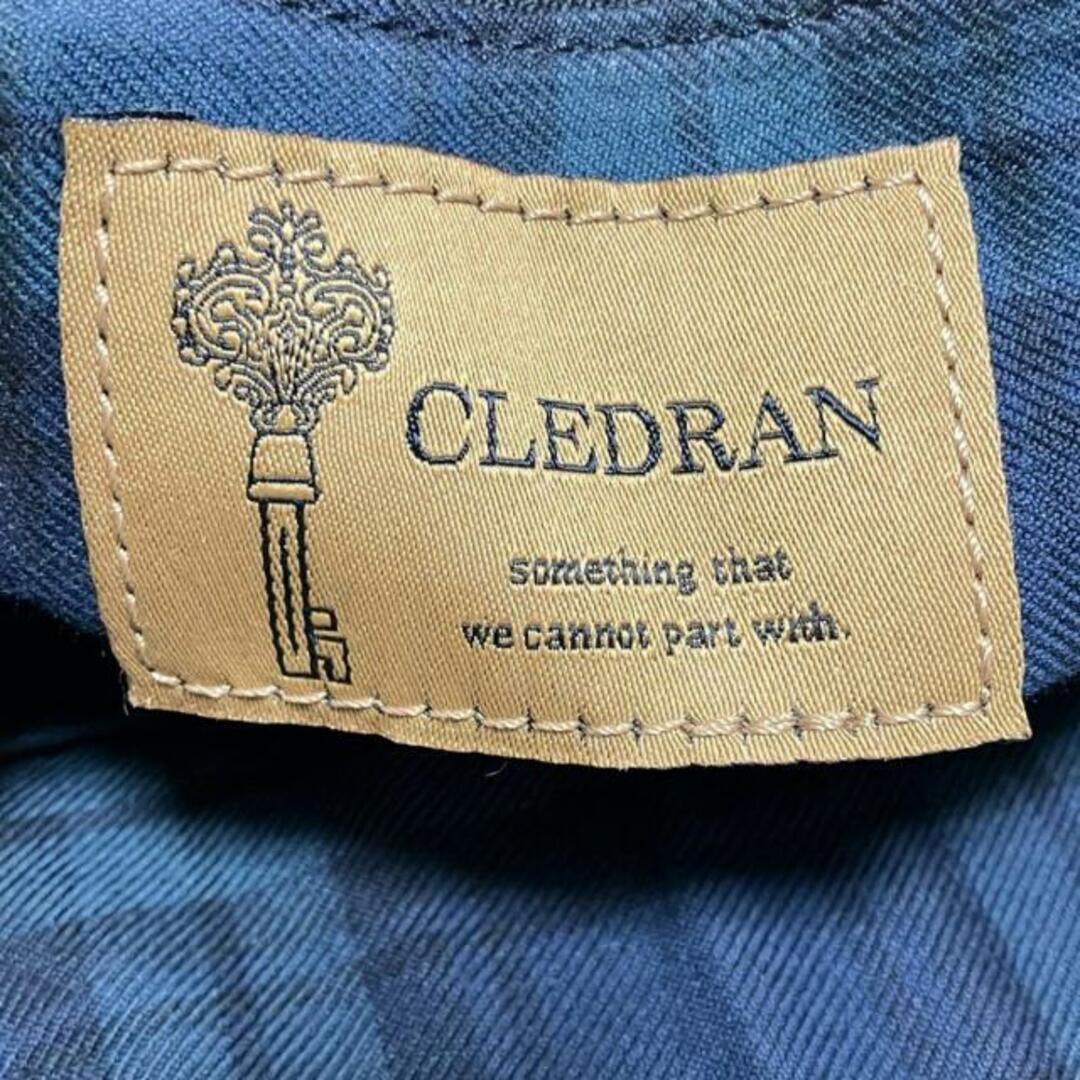 CLEDRAN
something that
we cannot part with.